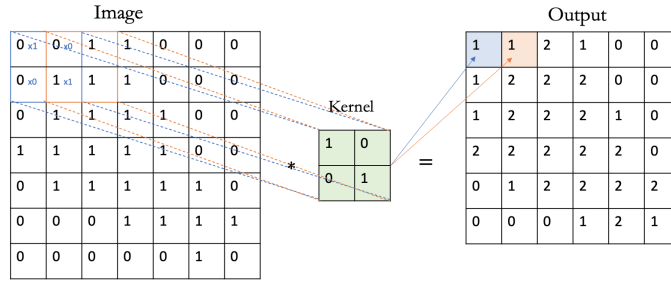 Image
0 x1 0 x0 1 1 0 0 0
0 x0 1 x1 1 1 0 0 0
0 1 1 1 1 0 0
1 1 1 1 1 0 0
0 1 1 1 1 1 0
0 0 0 1 1 1 1
0 0 0 0 0 1 0
*
Kernel
1 0
0 1
=
Output
1 1 2 1 0 0
1 2 2 2 0 0
1 2 2 2 1 0
2 2 2 2 2 0
0 1 2 2 2 2
0 0 0 1 2 1